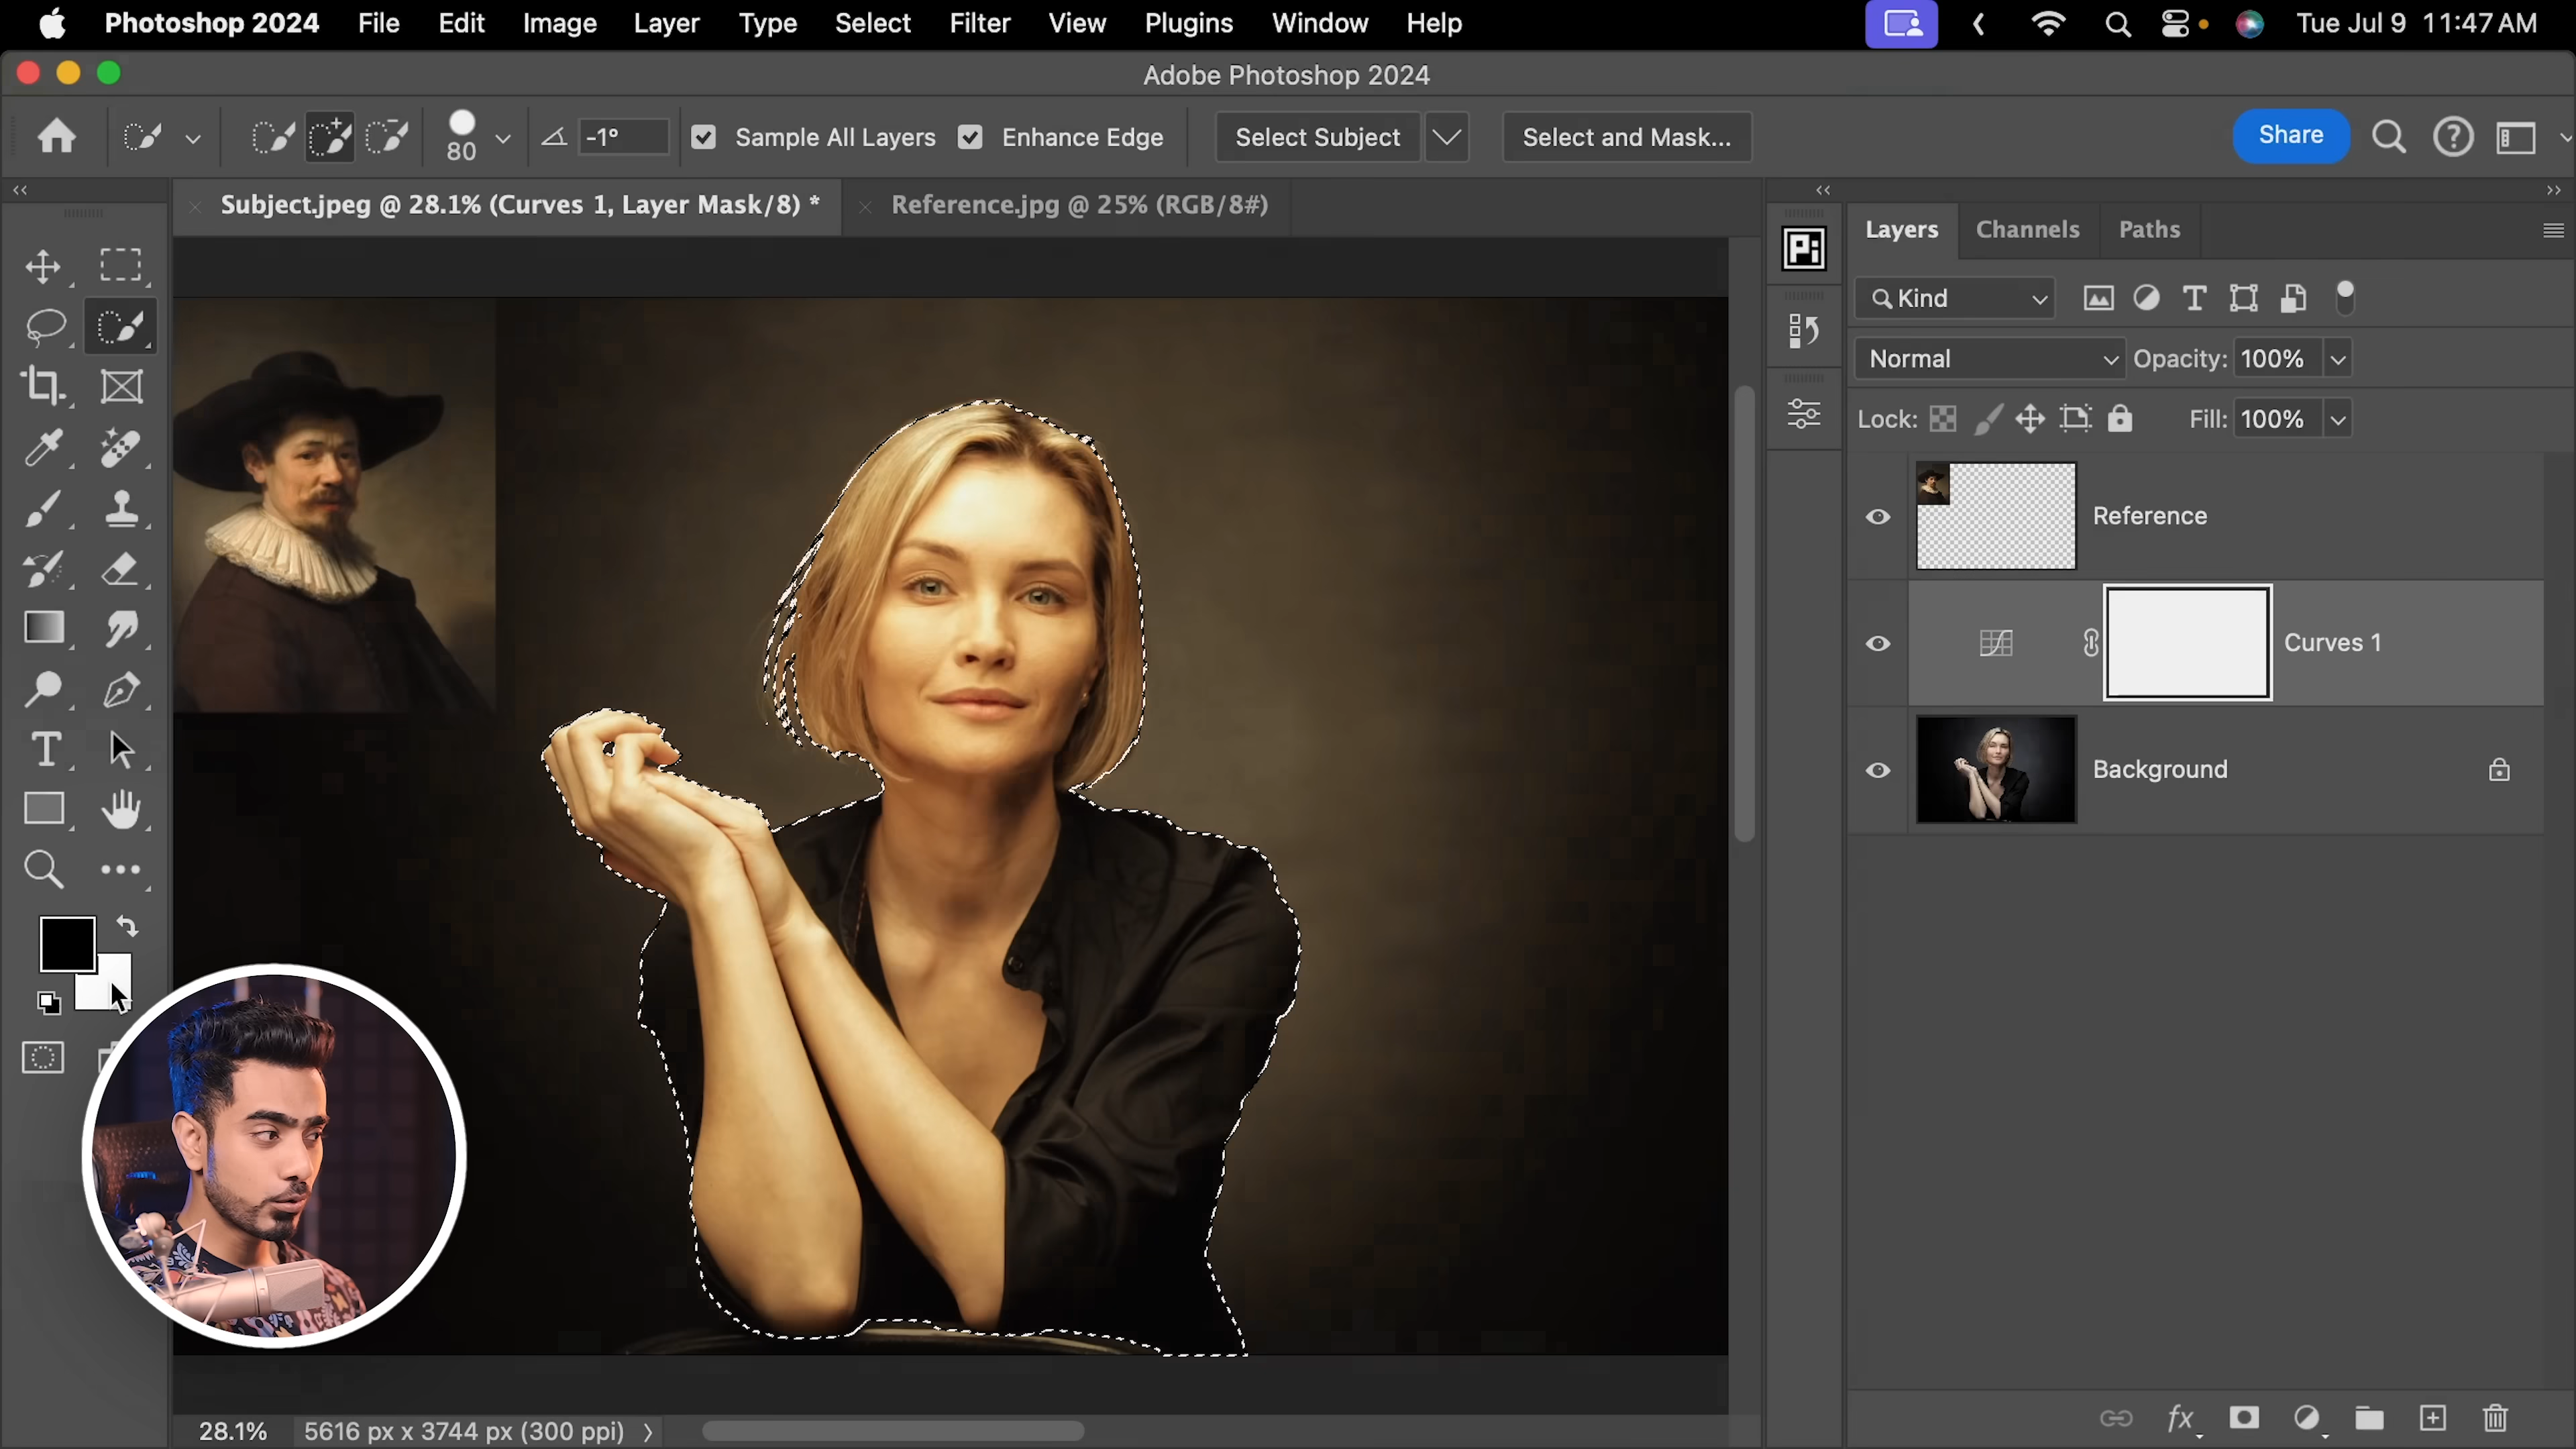 Photoshop 2024 File Edit Image Layer Type Select Filter View Plugins Window Help Tue Jul 9 11:47 AM
Adobe Photoshop 2024
80 -1° Sample All Layers Enhance Edge Select Subject Select and Mask... Share
Subject.jpeg @ 28.1% (Curves 1, Layer Mask/8) * Reference.jpg @ 25% (RGB/8#)
Layers Channels Paths
Kind
Normal Opacity: 100%
Lock: Fill: 100%
Reference
Curves 1
Background
28.1% 5616 px x 3744 px (300 ppi)
fx
Pi